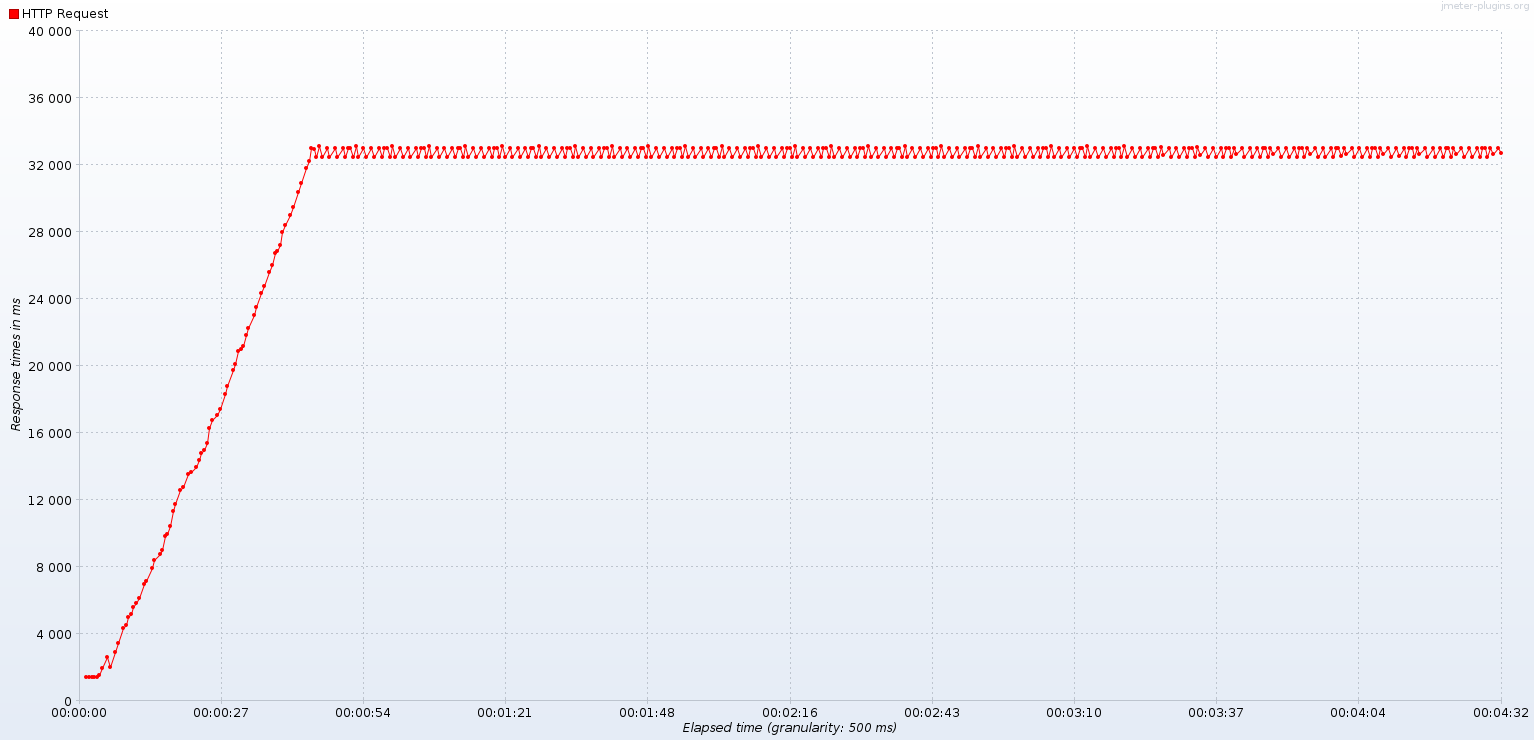 HTTP Request
jmeter-plugins.org
40 000
36 000
32 000
28 000
24 000
20 000
16 000
12 000
8 000
4 000
0
Response times in ms
00:00:00 00:00:27 00:00:54 00:01:21 00:01:48 00:02:16 00:02:43 00:03:10 00:03:37 00:04:04 00:04:32
Elapsed time (granularity: 500 ms)